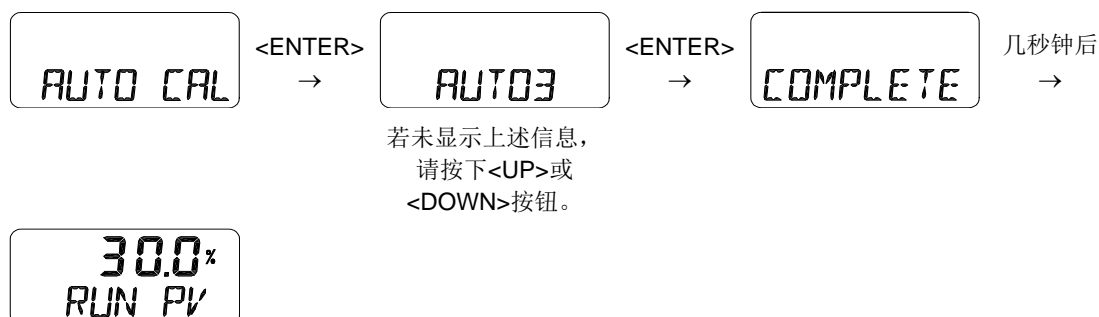 <ENTER>
<ENTER>
几秒钟后
AUTO CAL
→
AUTO3
→
COMPLETE
→
若未显示上述信息，
请按下<UP>或
<DOWN>按钮。
30.0%
RUN PV